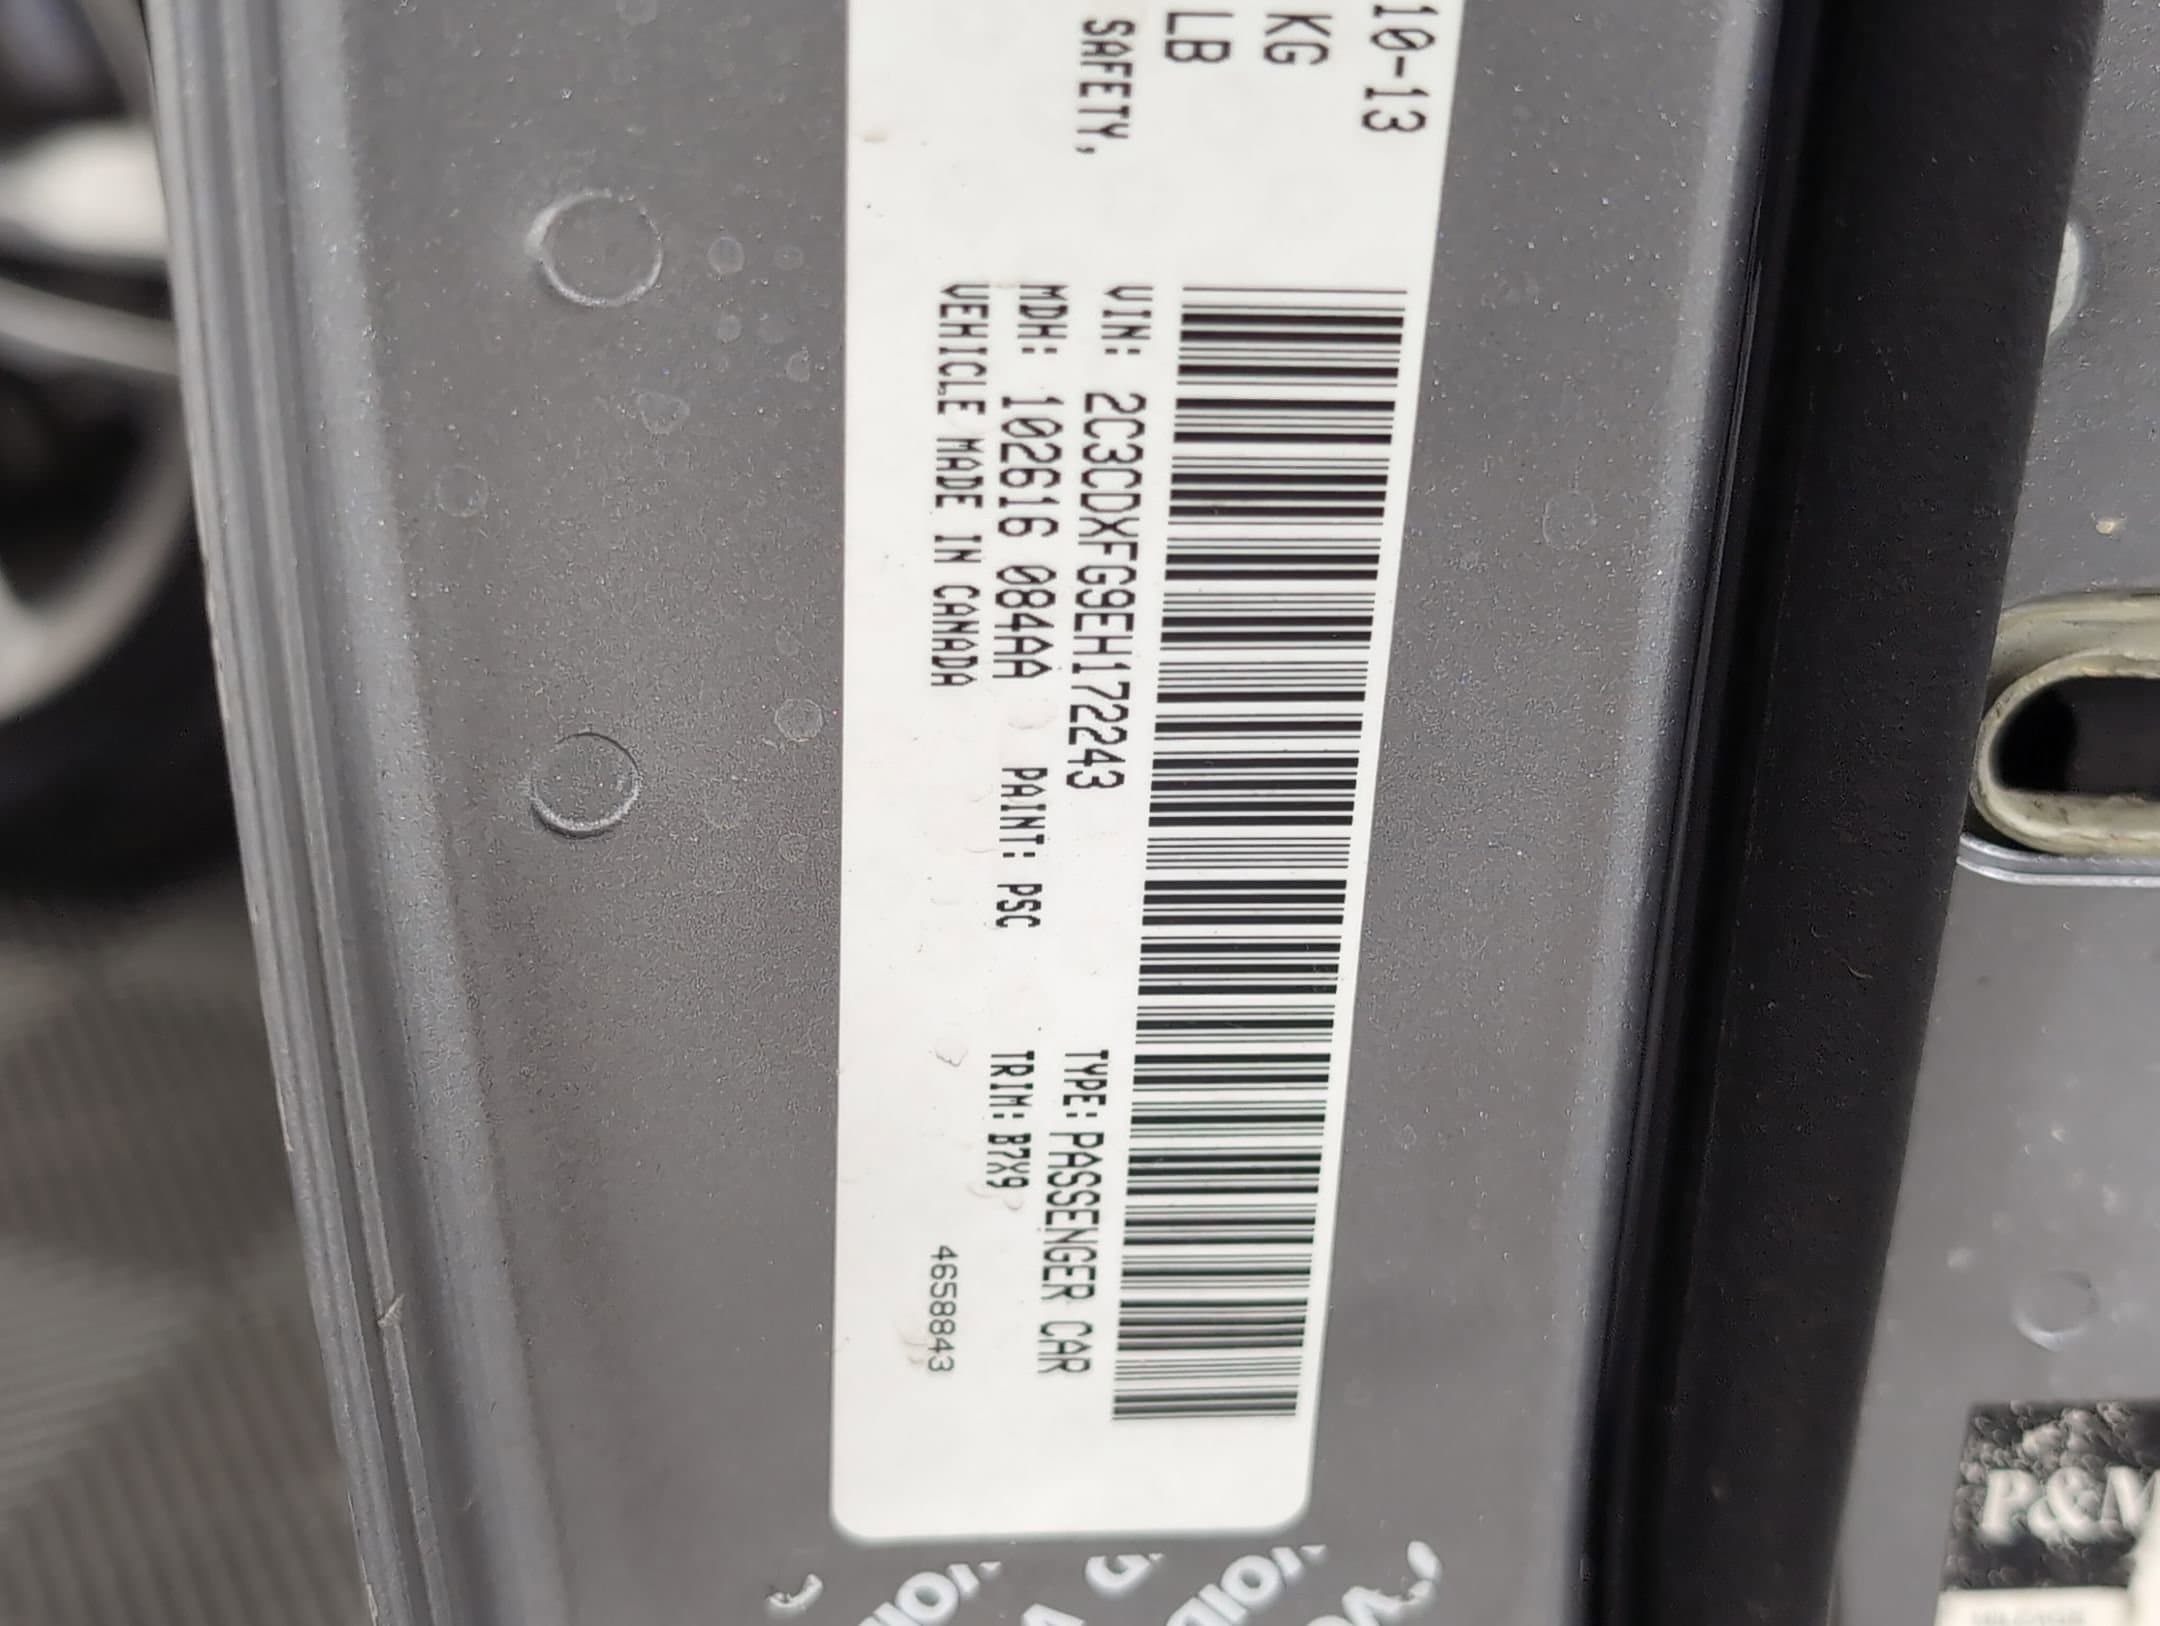 10-13
KG
LB
SAFETY,
VIN: 2C3CDXFG9EH172243 TYPE: PASSENGER CAR
MDH: 102616 084AA PAINT: PSC TRIM: B7X9
VEHICLE MADE IN CANADA
46588843
P&M